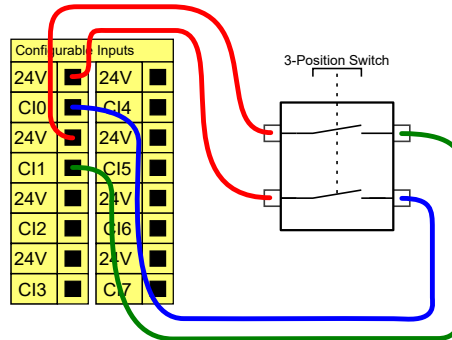 Configurable Inputs
3-Position Switch
24V 24V
CI0 CI4
24V 24V
CI1 CI5
24V 24V
CI2 CI6
24V 24V
CI3 CI7